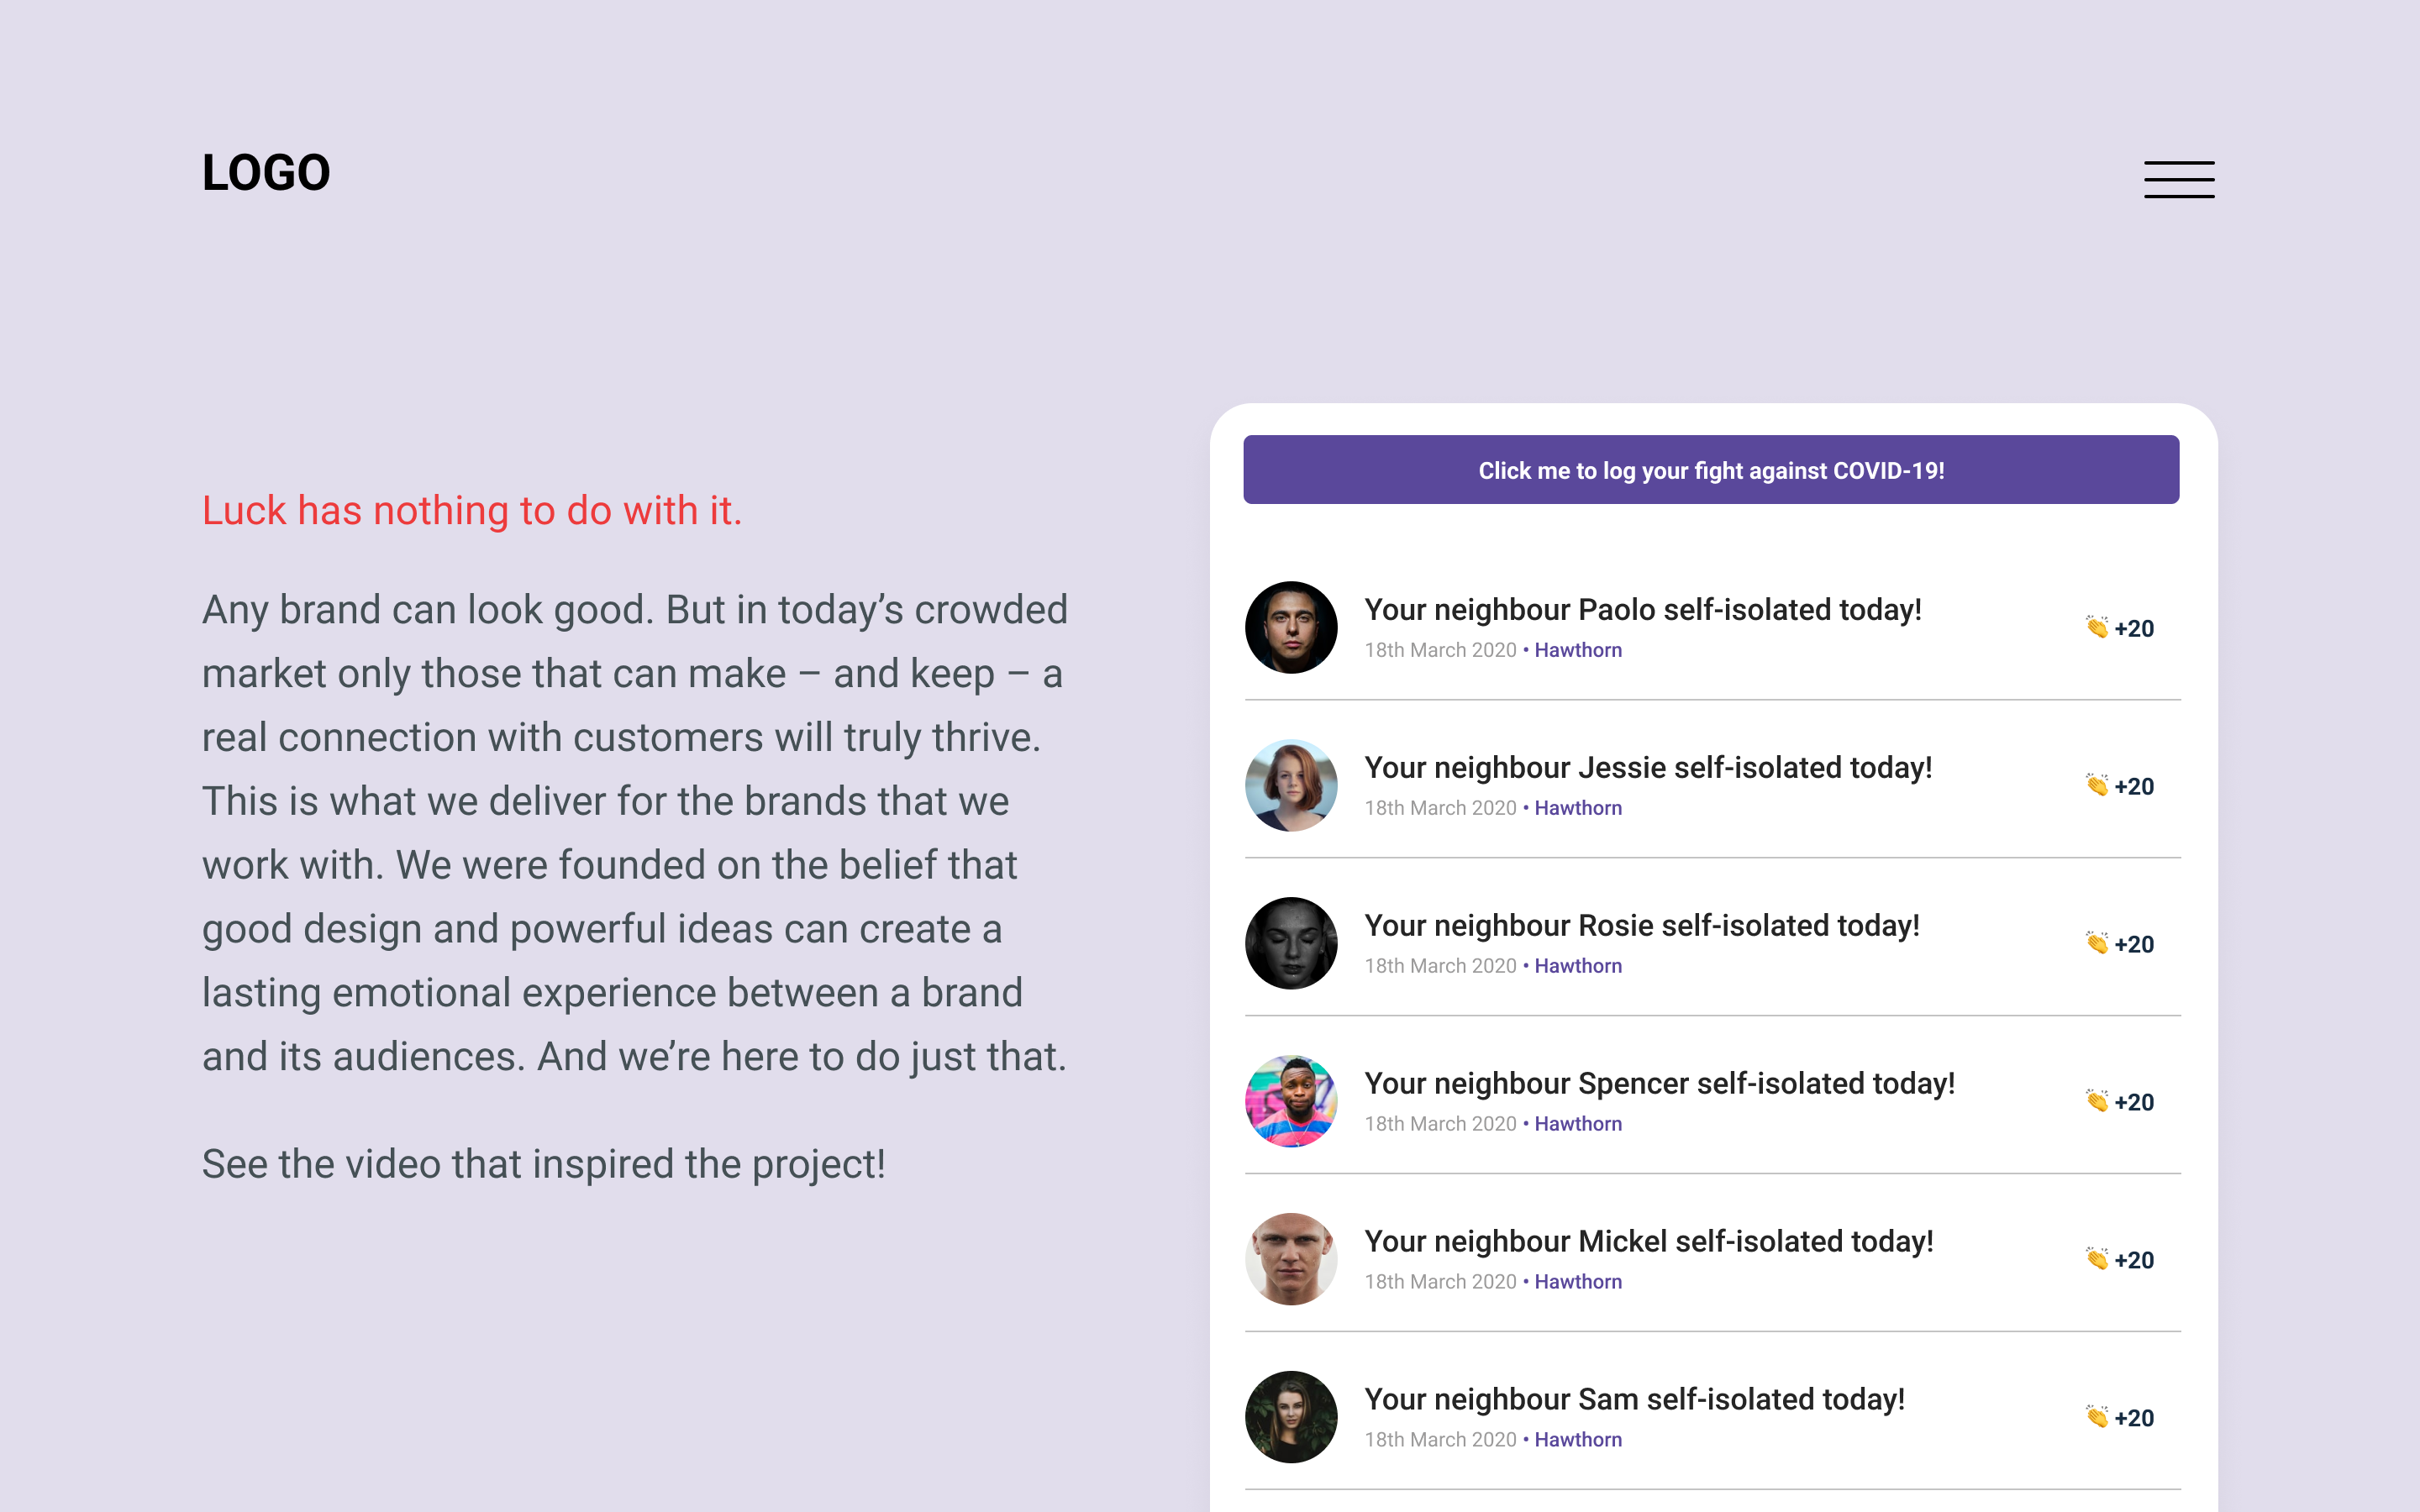 LOGO
Luck has nothing to do with it.
Any brand can look good. But in today’s crowded
market only those that can make – and keep – a
real connection with customers will truly thrive.
This is what we deliver for the brands that we
work with. We were founded on the belief that
good design and powerful ideas can create a
lasting emotional experience between a brand
and its audiences. And we’re here to do just that.
See the video that inspired the project!
Click me to log your fight against COVID-19!
Your neighbour Paolo self-isolated today!
18th March 2020 • Hawthorn
👏 +20
Your neighbour Jessie self-isolated today!
18th March 2020 • Hawthorn
👏 +20
Your neighbour Rosie self-isolated today!
18th March 2020 • Hawthorn
👏 +20
Your neighbour Spencer self-isolated today!
18th March 2020 • Hawthorn
👏 +20
Your neighbour Mickel self-isolated today!
18th March 2020 • Hawthorn
👏 +20
Your neighbour Sam self-isolated today!
18th March 2020 • Hawthorn
👏 +20